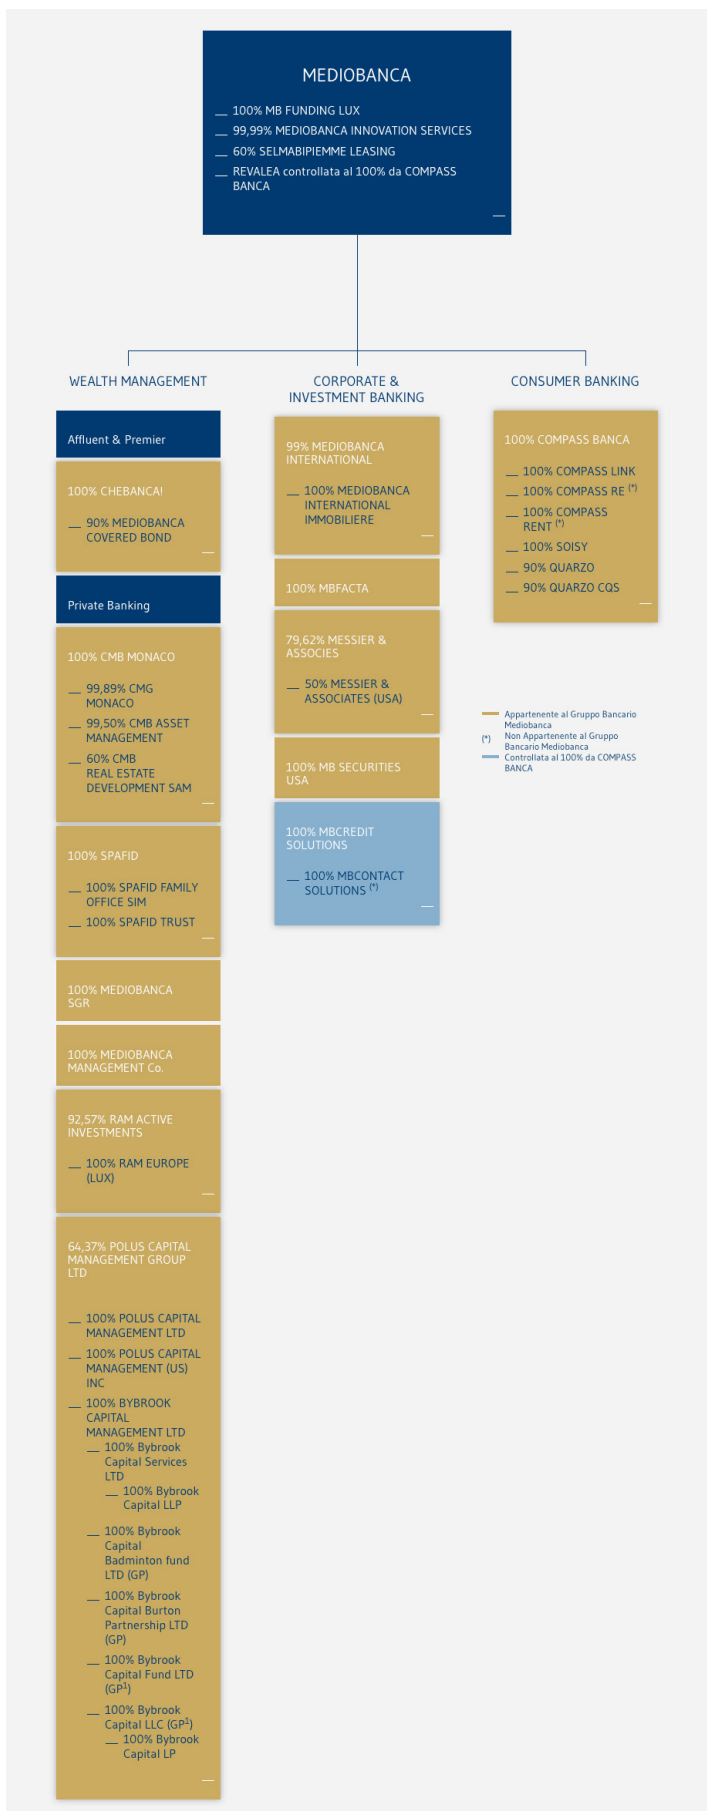 MEDIOBANCA
100% MB FUNDING LUX
99,99% MEDIOBANCA INNOVATION SERVICES
60% SELMABIPIEMME LEASING
REVALEA controllata al 100% da COMPASS
BANCA
WEALTH MANAGEMENT
Affluent & Premier
100% CHEBANCA!
90% MEDIOBANCA
COVERED BOND
Private Banking
100% CMB MONACO
99,89% CMG
MONACO
99,50% CMB ASSET
MANAGEMENT
60% CMB
REAL ESTATE
DEVELOPMENT SAM
100% SPAFID
100% SPAFID FAMILY
OFFICE SIM
100% SPAFID TRUST
100% MEDIOBANCA
SGR
100% MEDIOBANCA
MANAGEMENT Co.
92,57% RAM ACTIVE
INVESTMENTS
100% RAM EUROPE
(LUX)
64,37% POLUS CAPITAL
MANAGEMENT GROUP
LTD
100% POLUS CAPITAL
MANAGEMENT LTD
100% POLUS CAPITAL
MANAGEMENT (US)
INC
100% BYBROOK
CAPITAL
MANAGEMENT LTD
100% Bybrook
Capital Services
LTD
100% Bybrook
Capital LLP
100% Bybrook
Capital
Badminton fund
LTD (GP)
100% Bybrook
Capital Burton
Partnership LTD
(GP)
100% Bybrook
Capital Fund LTD
(GP¹)
100% Bybrook
Capital LLC (GP¹)
100% Bybrook
Capital LP
CORPORATE &
INVESTMENT BANKING
99% MEDIOBANCA
INTERNATIONAL
100% MEDIOBANCA
INTERNATIONAL
IMMOBILIERE
100% MBFACTA
79,62% MESSIER &
ASSOCIES
50% MESSIER &
ASSOCIATES (USA)
100% MB SECURITIES
USA
100% MBCREDIT
SOLUTIONS
100% MBCONTACT
SOLUTIONS (*)
CONSUMER BANKING
100% COMPASS BANCA
100% COMPASS LINK
100% COMPASS RE (*)
100% COMPASS
RENT (*)
100% SOISY
90% QUARZO
90% QUARZO CQS
Appartenente al Gruppo Bancario
Mediobanca
(*) Non Appartenente al Gruppo
Bancario Mediobanca
Controllata al 100% da COMPASS
BANCA